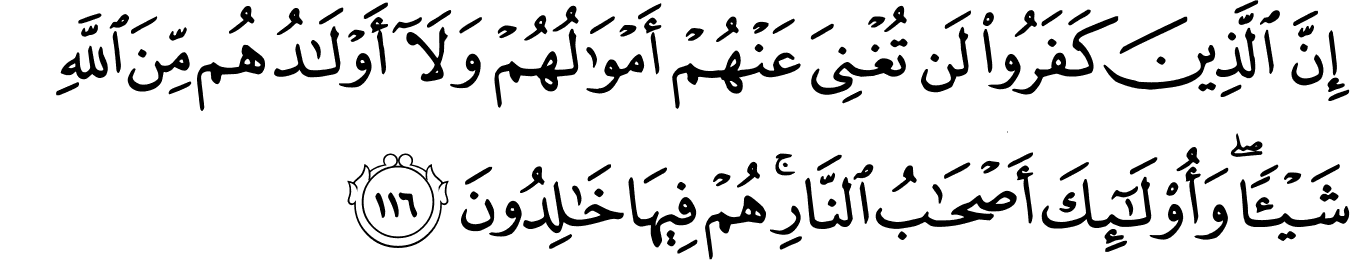 إِنَّ ٱلَّذِينَ كَفَرُوا۟ لَن تُغْنِىَ عَنْهُمْ أَمْوَٰلُهُمْ وَلَآ أَوْلَـٰدُهُم مِّنَ ٱللَّهِ
شَيْـًٔا ۖ وَأُو۟لَـٰٓئِكَ أَصْحَـٰبُ ٱلنَّارِ ۚ هُمْ فِيهَا خَـٰلِدُونَ ١١٦